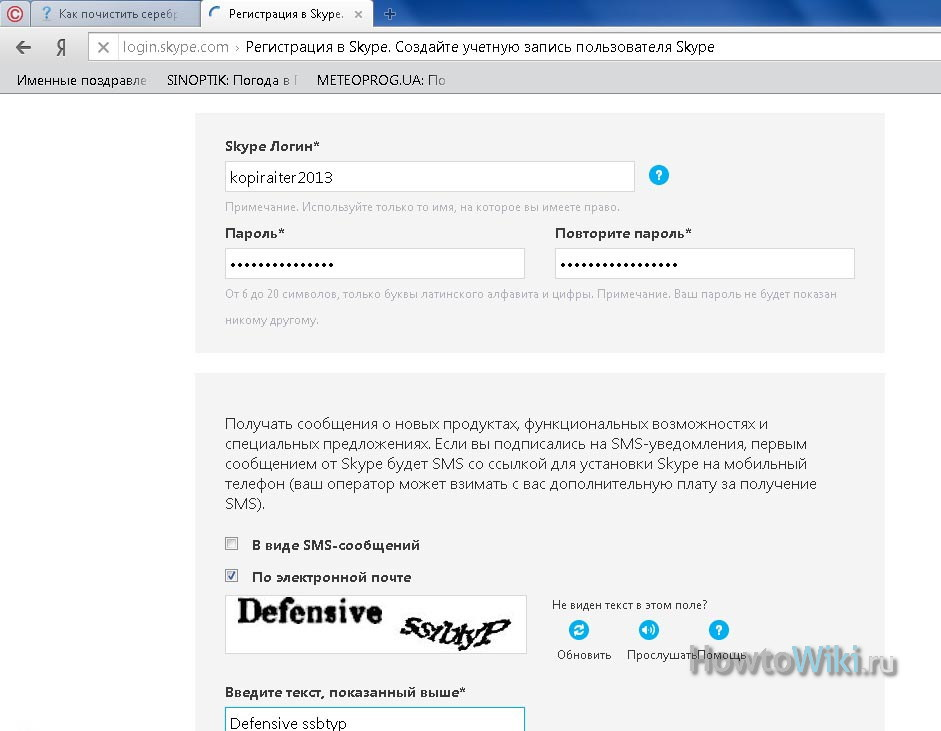 Как почистить серебр
Регистрация в Skype.
Я login.skype.com › Регистрация в Skype. Создайте учетную запись пользователя Skype
Именные поздравле SINOPTIK: Погода в METEOPROG.UA: По
Skype Логин*
kopiraiter2013
Примечание. Используйте только то имя, на которое вы имеете право.
Пароль* Повторите пароль*
От 6 до 20 символов, только буквы латинского алфавита и цифры. Примечание. Ваш пароль не будет показан
никому другому.
Получать сообщения о новых продуктах, функциональных возможностях и
специальных предложениях. Если вы подписались на SMS-уведомления, первым
сообщением от Skype будет SMS со ссылкой для установки Skype на мобильный
телефон (ваш оператор может взимать с вас дополнительную плату за получение
SMS).
В виде SMS-сообщений
По электронной почте
Defensive
Не виден текст в этом поле?
Обновить Прослушать Помощь
HowtoWiki.ru
Введите текст, показанный выше*
Defensive ssbtyp